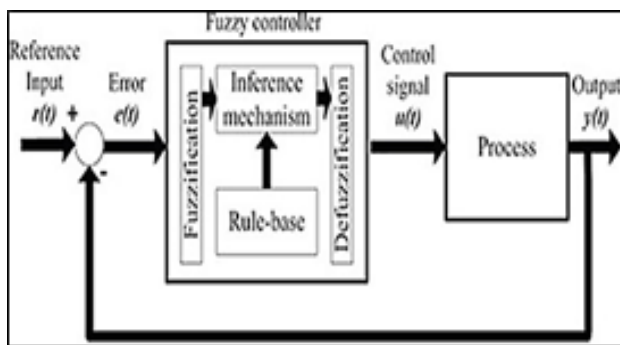 Fuzzy controller
Reference
Input
r(t)
+
-
Error
e(t)
Fuzzification
Inference
mechanism
Rule-base
Defuzzification
Control
signal
u(t)
Process
Output
y(t)